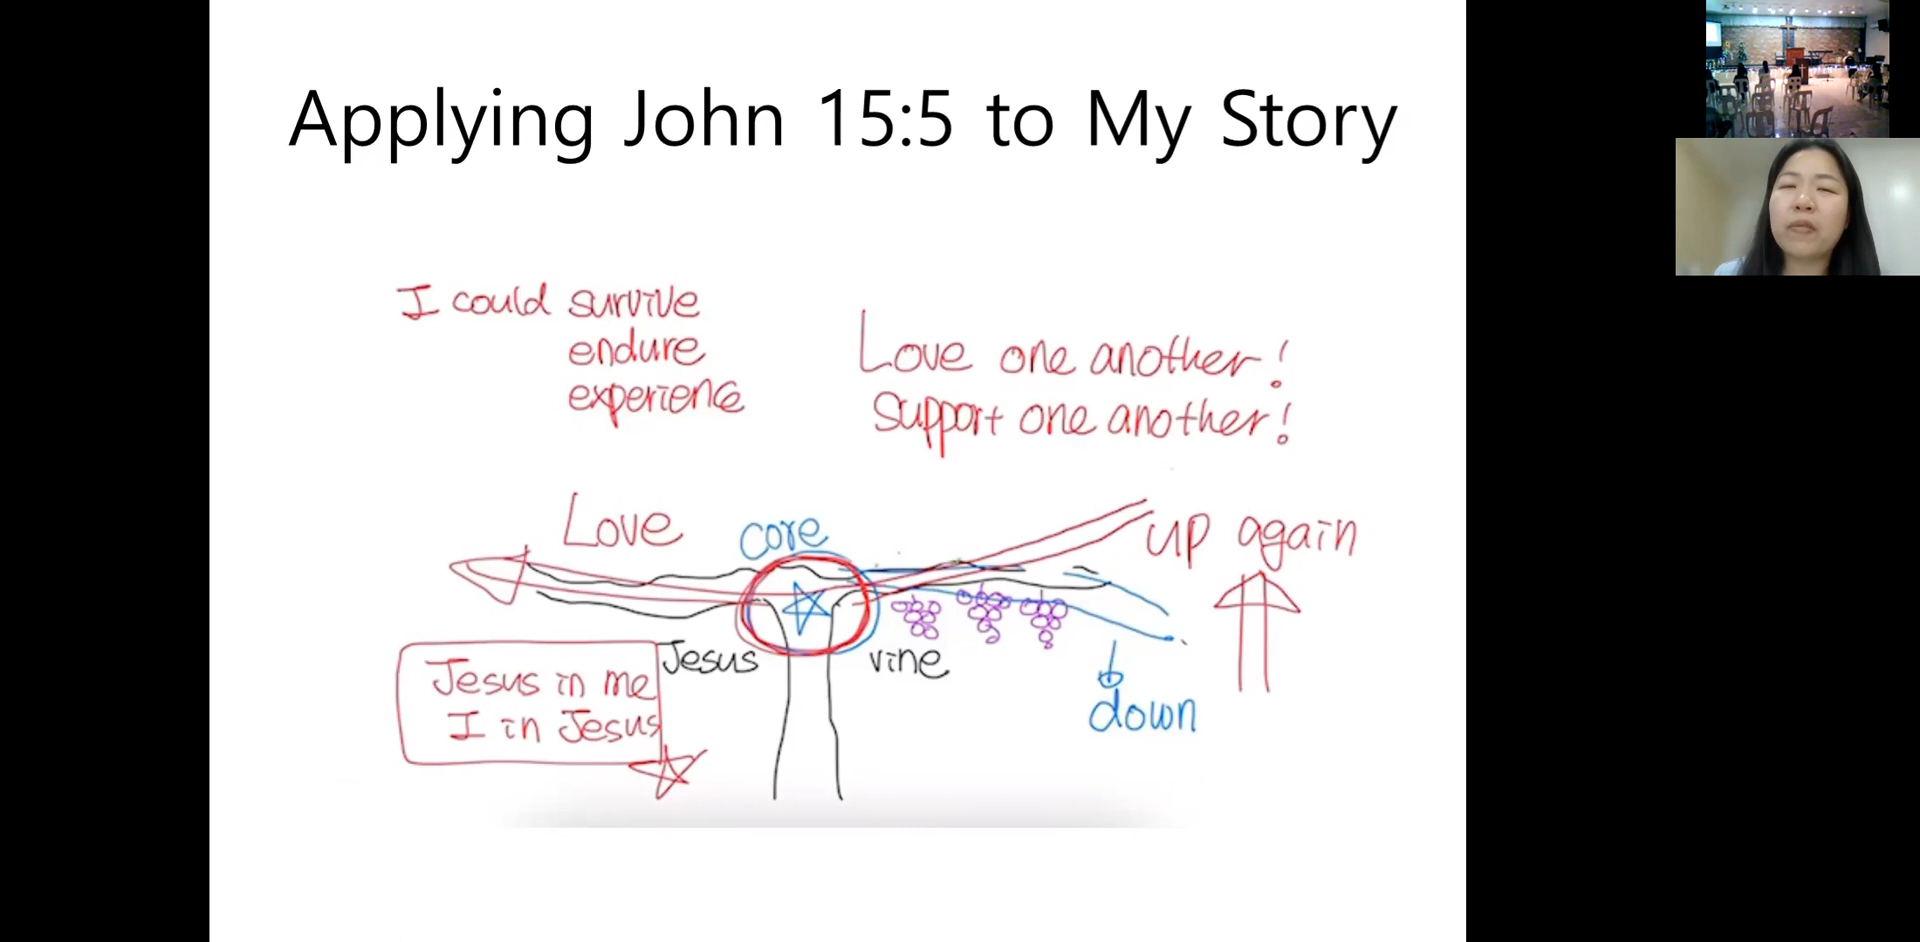 Applying John 15:5 to My Story
I could survive
endure
experience
Love one another!
Support one another!
Love
core
up again
Jesus
vine
Jesus in me
I in Jesus
down